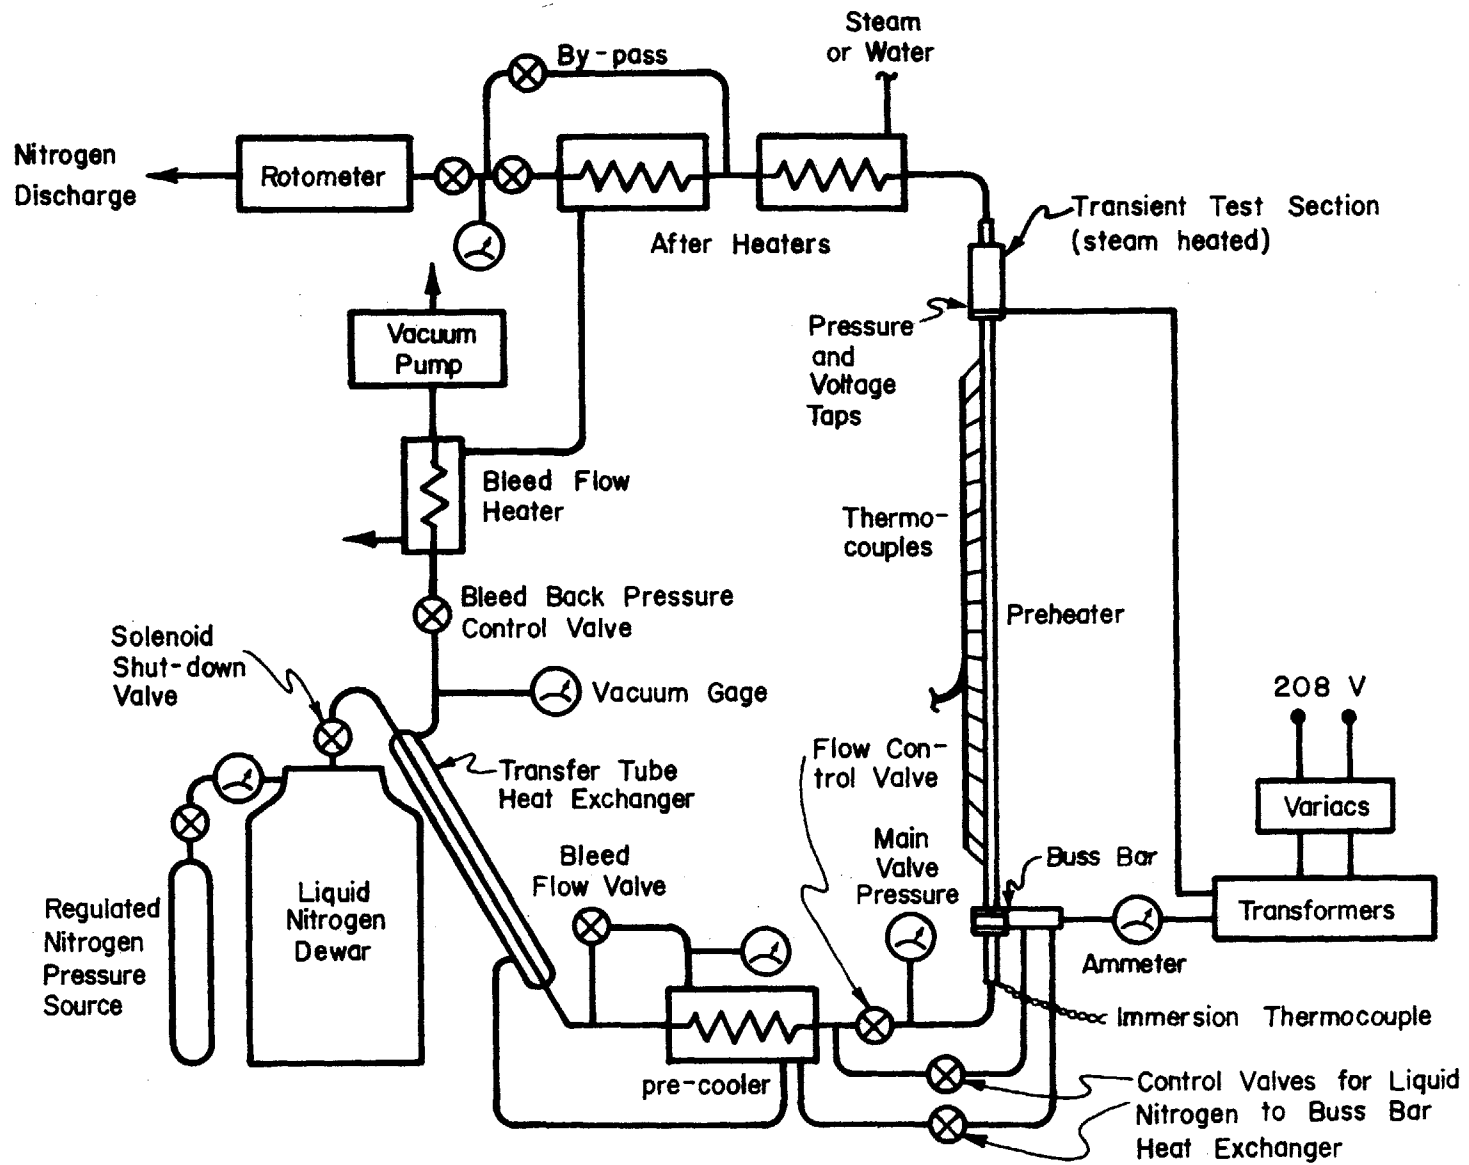 Steam
or Water
By-pass
Nitrogen
Discharge
Rotometer
After Heaters
Transient Test Section
(steam heated)
Vacuum
Pump
Pressure
and
Voltage
Taps
Bleed Flow
Heater
Thermo-
couples
Bleed Back Pressure
Control Valve
Preheater
Solenoid
Shut-down
Valve
Vacuum Gage
208 V
Flow Con-
trol Valve
Transfer Tube
Heat Exchanger
Variacs
Main
Valve
Pressure
Bleed
Flow Valve
Buss Bar
Liquid
Nitrogen
Dewar
Regulated
Nitrogen
Pressure
Source
Transformers
Ammeter
Immersion Thermocouple
pre-cooler
Control Valves for Liquid
Nitrogen to Buss Bar
Heat Exchanger